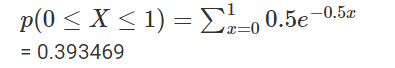 p(0 ≤ X ≤ 1) = ∑_{x=0}^{1} 0.5e^{−0.5x}
= 0.393469